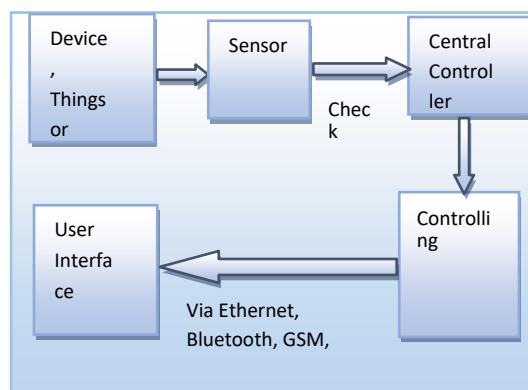 Device
,
Things
or
Sensor
Central
Control
ler
Chec
k
Controlli
ng
User
Interfa
ce
Via Ethernet,
Bluetooth, GSM,